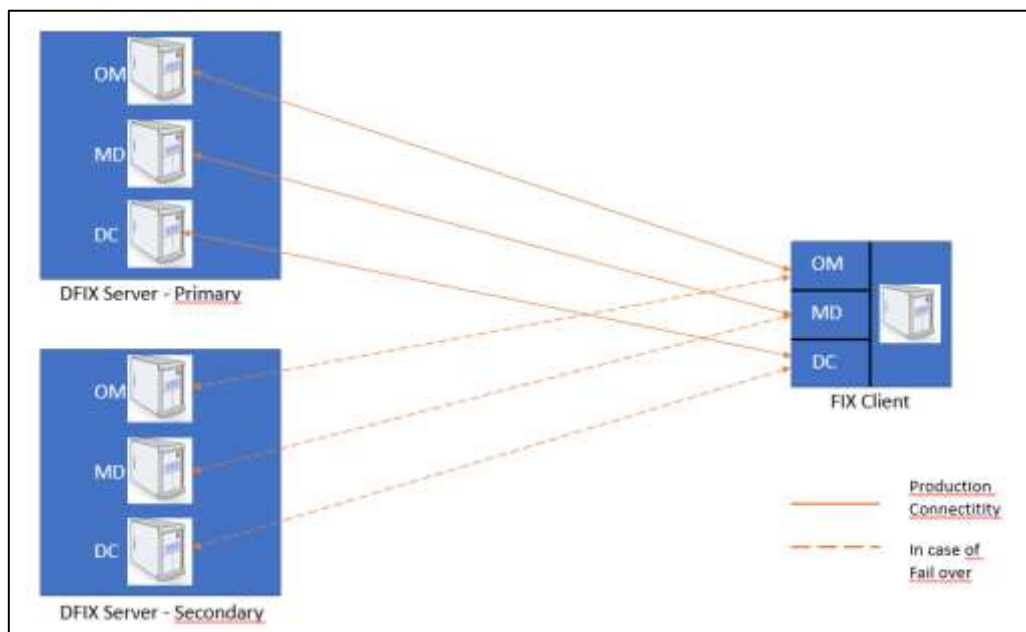 OM
MD
DC
DFIX Server - Primary
OM
MD
DC
DFIX Server - Secondary
OM
MD
DC
FIX Client
Production
Connectitity
In case of
Fail over